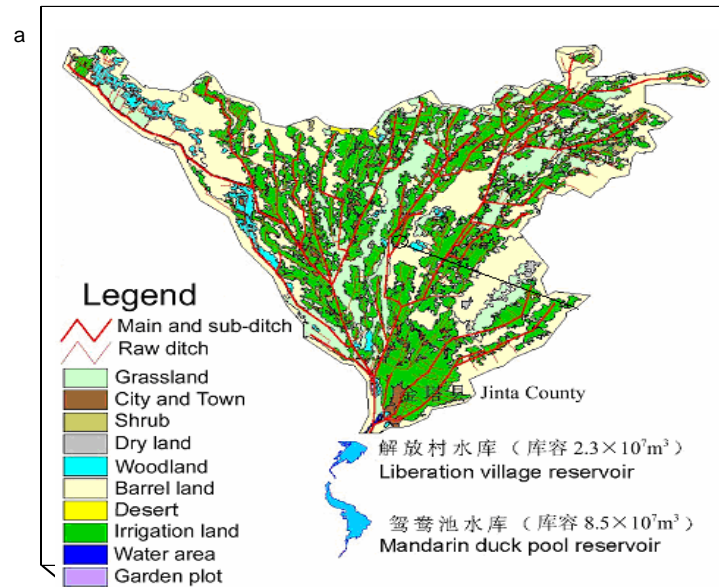 a
金塔县 Jinta County
Legend
Main and sub-ditch
Raw ditch
Grassland
City and Town
Shrub
Dry land
Woodland
Barrel land
Desert
Irrigation land
Water area
Garden plot
解放村水库（库容 2.3×10⁷m³）
Liberation village reservoir
鸳鸯池水库（库容 8.5×10⁷m³）
Mandarin duck pool reservoir